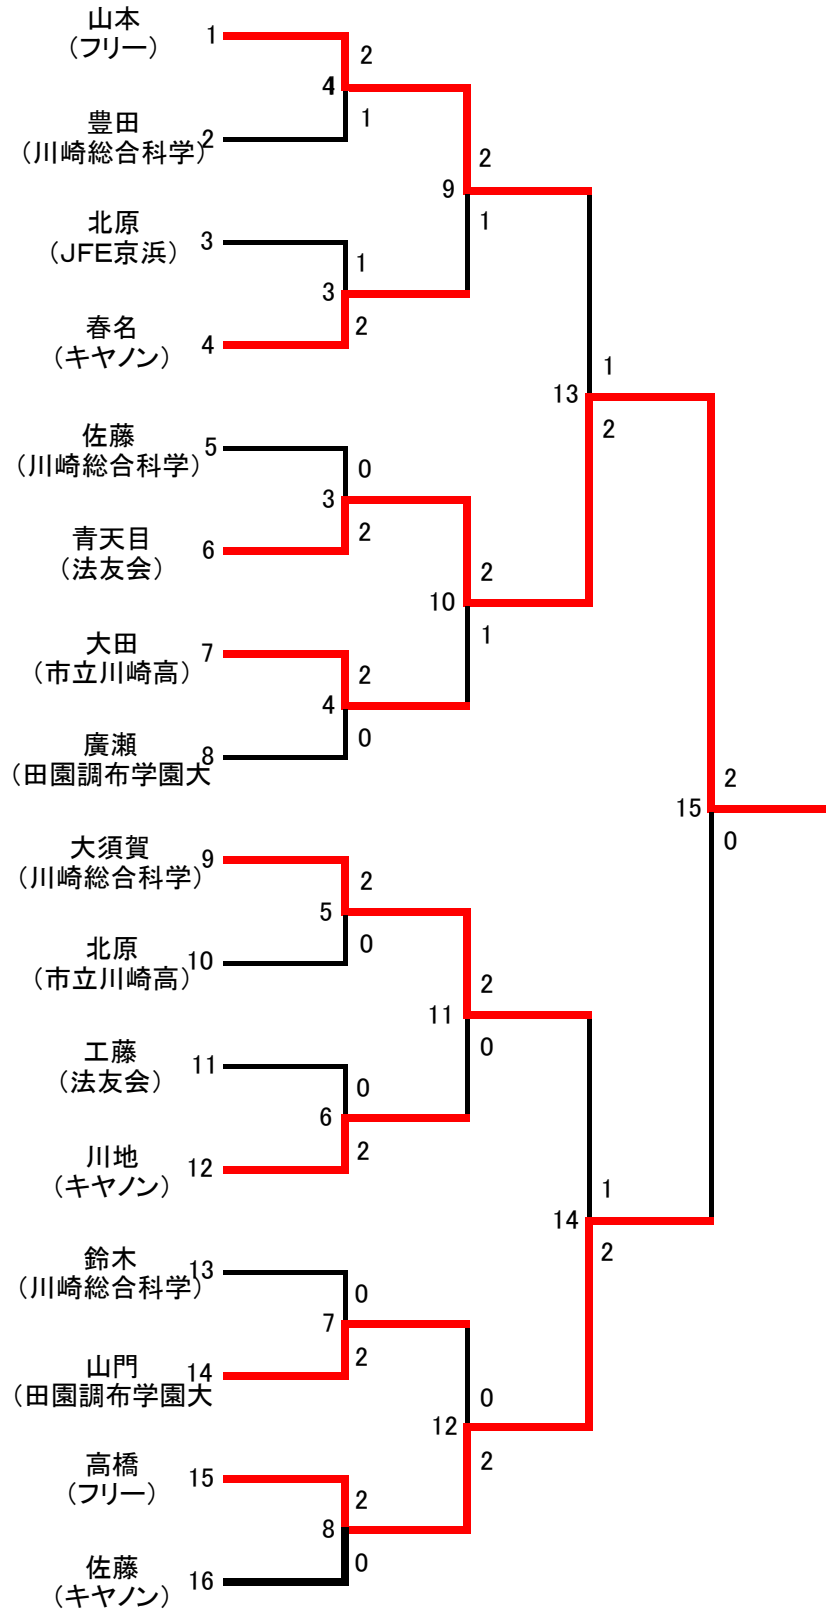 山本
1
(フリー)
2
4
1
豊田
2
(川崎総合科学)
2
9
1
北原
3
(JFE京浜)
1
3
2
春名
4
(キヤノン)
1
13
2
佐藤
5
(川崎総合科学)
0
3
2
青天目
6
(法友会)
2
10
1
大田
7
(市立川崎高)
2
4
0
廣瀬
8
(田園調布学園大
2
15
0
大須賀
9
(川崎総合科学)
2
5
0
北原
10
(市立川崎高)
2
11
0
工藤
11
(法友会)
0
6
2
川地
12
(キヤノン)
1
14
2
鈴木
13
(川崎総合科学)
0
7
2
山門
14
(田園調布学園大
0
12
2
高橋
15
(フリー)
2
8
0
佐藤
16
(キヤノン)